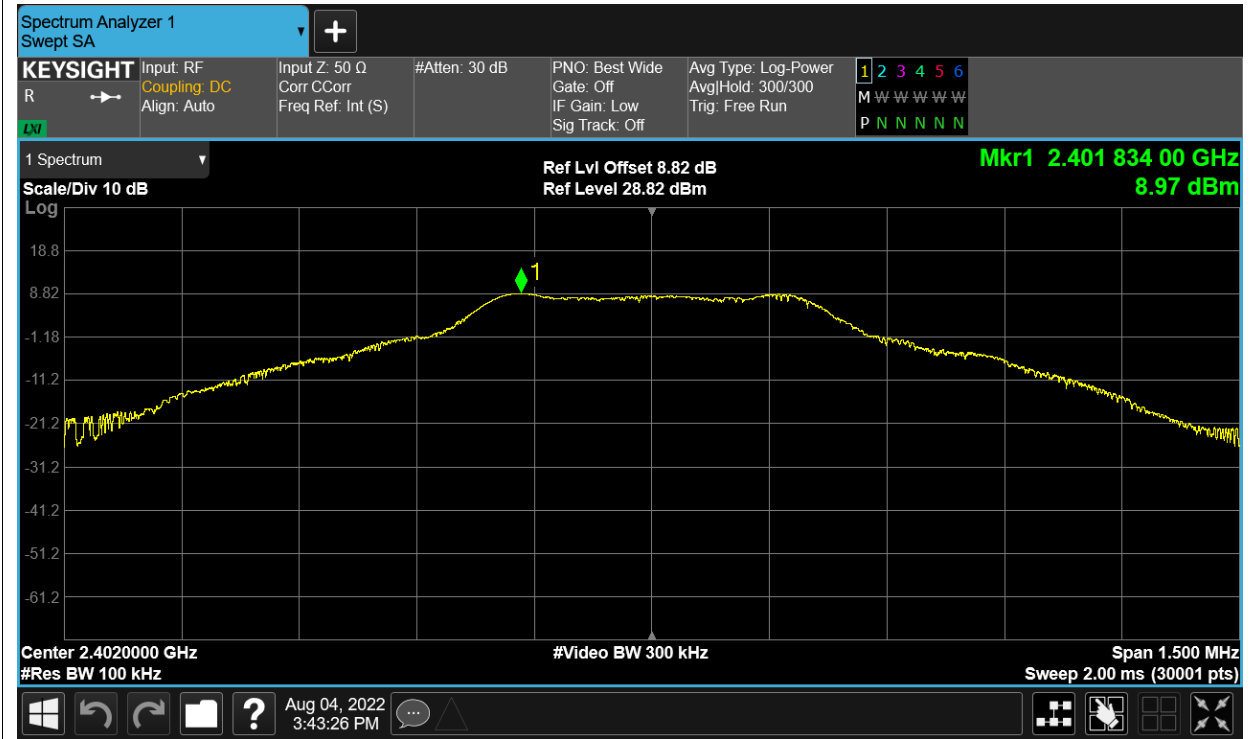 Spectrum Analyzer 1
Swept SA
KEYSIGHT
R
LXI
Input: RF
Coupling: DC
Align: Auto
Input Z: 50 Ω
Corr CCorr
Freq Ref: Int (S)
#Atten: 30 dB
PNO: Best Wide
Gate: Off
IF Gain: Low
Sig Track: Off
Avg Type: Log-Power
Avg|Hold: 300/300
Trig: Free Run
1 2 3 4 5 6
M W W W W W
P N N N N N
1 Spectrum
Scale/Div 10 dB
Log
Ref Lvl Offset 8.82 dB
Ref Level 28.82 dBm
Mkr1 2.401 834 00 GHz
8.97 dBm
1
18.8
8.82
-1.18
-11.2
-21.2
-31.2
-41.2
-51.2
-61.2
Center 2.4020000 GHz
#Res BW 100 kHz
#Video BW 300 kHz
Span 1.500 MHz
Sweep 2.00 ms (30001 pts)
?
Aug 04, 2022
3:43:26 PM